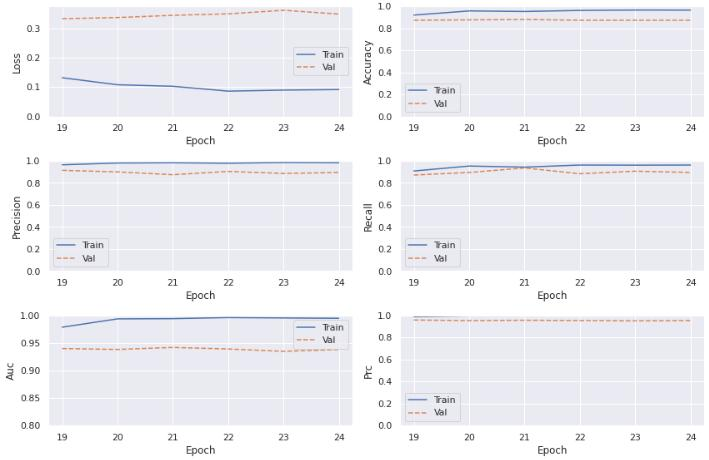 Loss
0.3
0.2
0.1
0.0
Train
Val
19 20 21 22 23 24
Epoch
Accuracy
1.0
0.8
0.6
0.4
0.2
0.0
Train
Val
19 20 21 22 23 24
Epoch
Precision
1.0
0.8
0.6
0.4
0.2
0.0
Train
Val
19 20 21 22 23 24
Epoch
Recall
1.0
0.8
0.6
0.4
0.2
0.0
Train
Val
19 20 21 22 23 24
Epoch
Auc
1.00
0.95
0.90
0.85
0.80
Train
Val
19 20 21 22 23 24
Epoch
Prc
1.0
0.8
0.6
0.4
0.2
0.0
Train
Val
19 20 21 22 23 24
Epoch